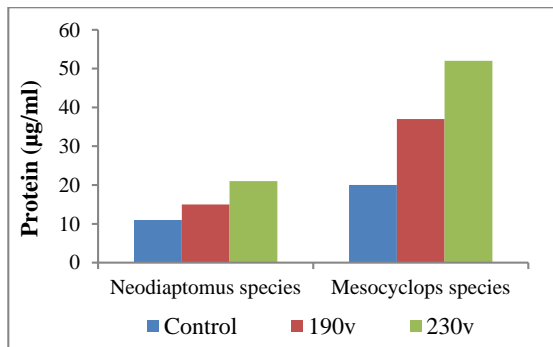 Protein (µg/ml)
60
50
40
30
20
10
0
Neodiaptomus species Mesocyclops species
Control 190v 230v